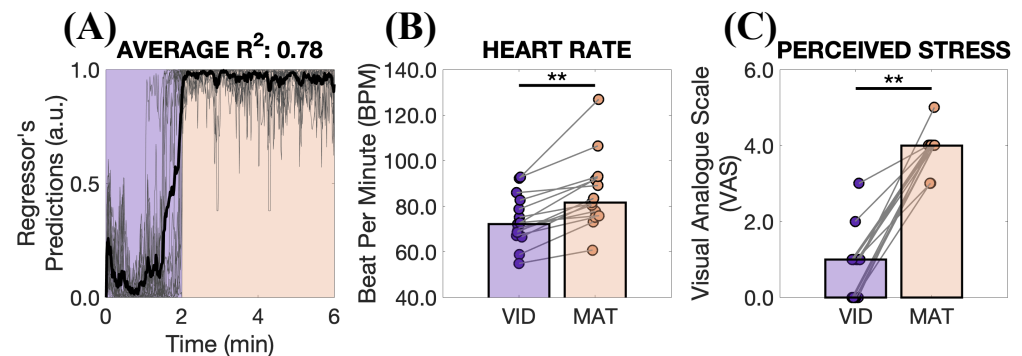 (A)
AVERAGE R²: 0.78
Regressor's
Predictions (a.u.)
1.0
0.5
0.0
0
2
4
6
Time (min)
(B)
HEART RATE
Beat Per Minute (BPM)
140.0
120.0
100.0
80.0
60.0
40.0
**
VID
MAT
(C)
PERCEIVED STRESS
Visual Analogue Scale
(VAS)
6.0
4.0
2.0
0.0
**
VID
MAT